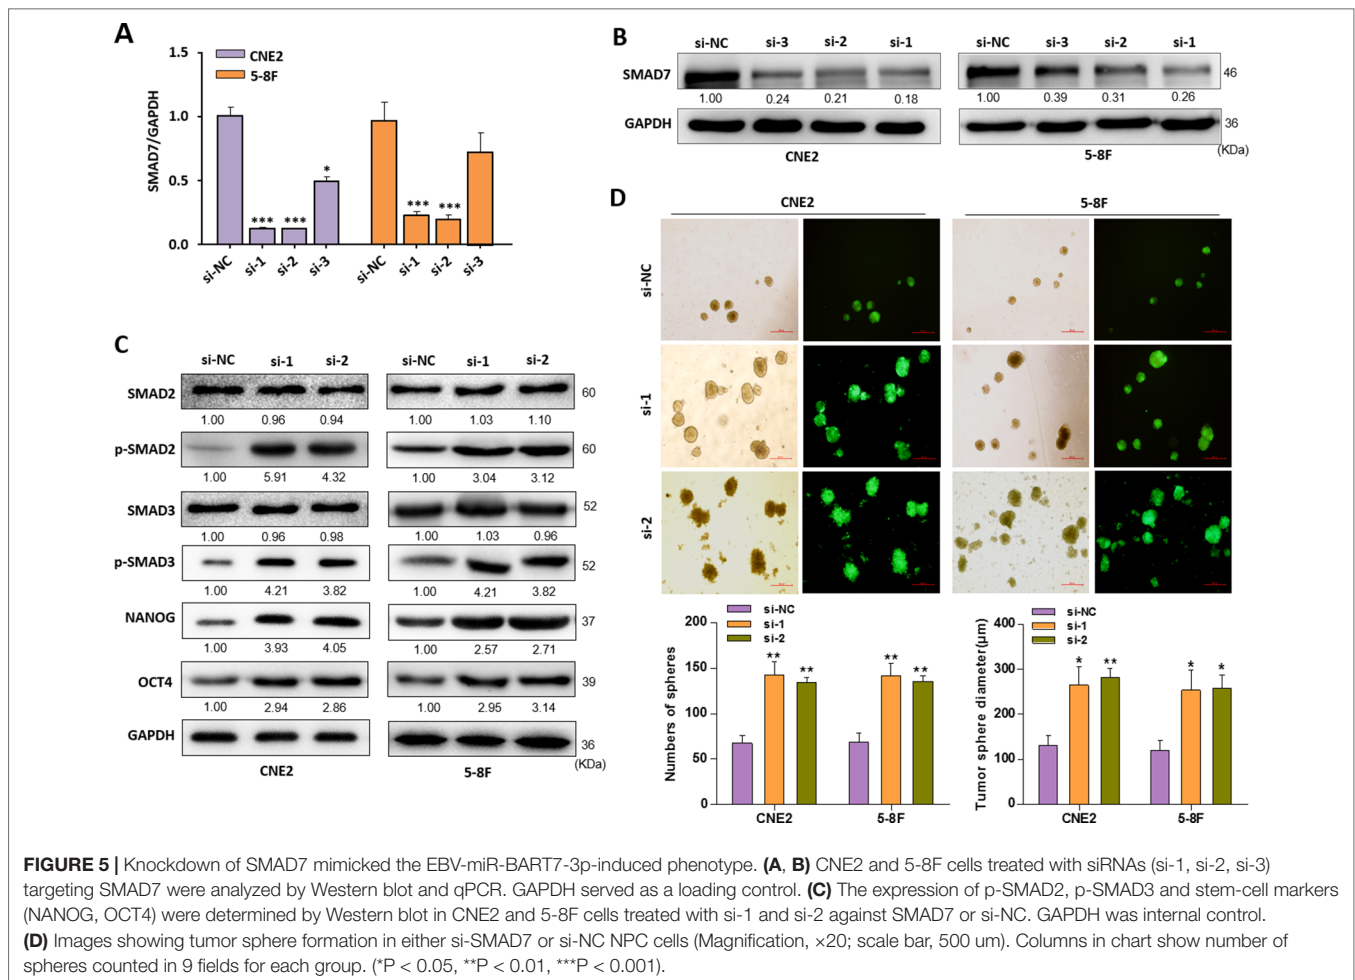 A
1.5
1.0
0.5
0.0
SMAD7/GAPDH
CNE2
5-8F
*** *** *
*** ***
si-NC si-1 si-2 si-3 si-NC si-1 si-2 si-3
B
si-NC si-3 si-2 si-1 si-NC si-3 si-2 si-1
SMAD7 46
1.00 0.24 0.21 0.18 1.00 0.39 0.31 0.26
GAPDH 36
(KDa)
CNE2 5-8F
C
si-NC si-1 si-2 si-NC si-1 si-2
SMAD2 60
1.00 0.96 0.94 1.00 1.03 1.10
p-SMAD2 60
1.00 5.91 4.32 1.00 3.04 3.12
SMAD3 52
1.00 0.96 0.98 1.00 1.03 0.96
p-SMAD3 52
1.00 4.21 3.82 1.00 4.21 3.82
NANOG 37
1.00 3.93 4.05 1.00 2.57 2.71
OCT4 39
1.00 2.94 2.86 1.00 2.95 3.14
GAPDH 36
(KDa)
CNE2 5-8F
D
CNE2 5-8F
si-NC
si-1
si-2
si-NC
si-1
si-2
200
150
100
50
0
Numbers of spheres
** ** ** **
CNE2 5-8F
si-NC
si-1
si-2
400
300
200
100
0
Tumor sphere diameter(μm)
* ** * *
CNE2 5-8F
FIGURE 5 | Knockdown of SMAD7 mimicked the EBV-miR-BART7-3p-induced phenotype. (A, B) CNE2 and 5-8F cells treated with siRNAs (si-1, si-2, si-3)
targeting SMAD7 were analyzed by Western blot and qPCR. GAPDH served as a loading control. (C) The expression of p-SMAD2, p-SMAD3 and stem-cell markers
(NANOG, OCT4) were determined by Western blot in CNE2 and 5-8F cells treated with si-1 and si-2 against SMAD7 or si-NC. GAPDH was internal control.
(D) Images showing tumor sphere formation in either si-SMAD7 or si-NC NPC cells (Magnification, ×20; scale bar, 500 um). Columns in chart show number of
spheres counted in 9 fields for each group. (*P < 0.05, **P < 0.01, ***P < 0.001).